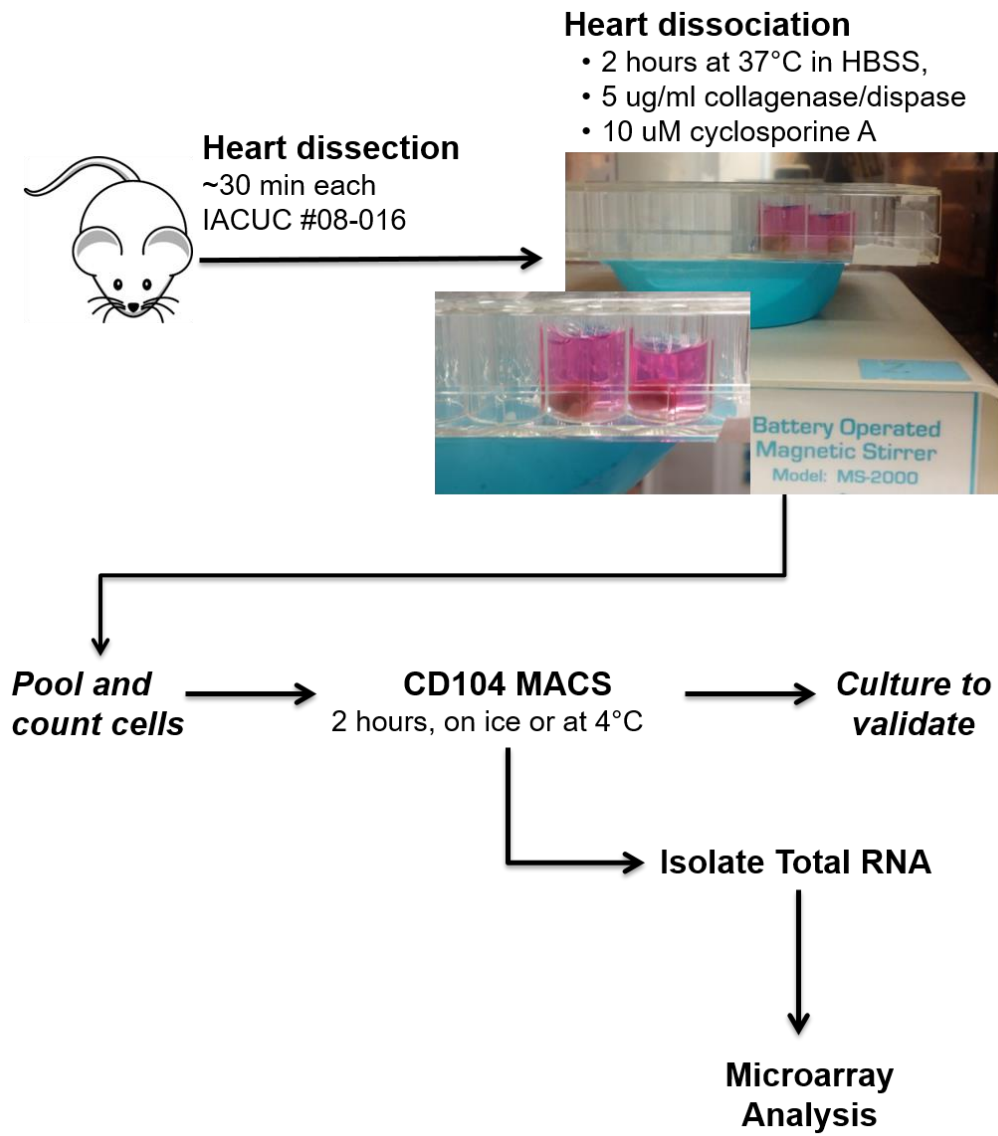 Heart dissociation
• 2 hours at 37°C in HBSS,
• 5 ug/ml collagenase/dispase
• 10 uM cyclosporine A
Heart dissection
~30 min each
IACUC #08-016
Battery Operated
Magnetic Stirrer
Model: MS-2000
Pool and
count cells
CD104 MACS
2 hours, on ice or at 4°C
Culture to
validate
Isolate Total RNA
Microarray
Analysis